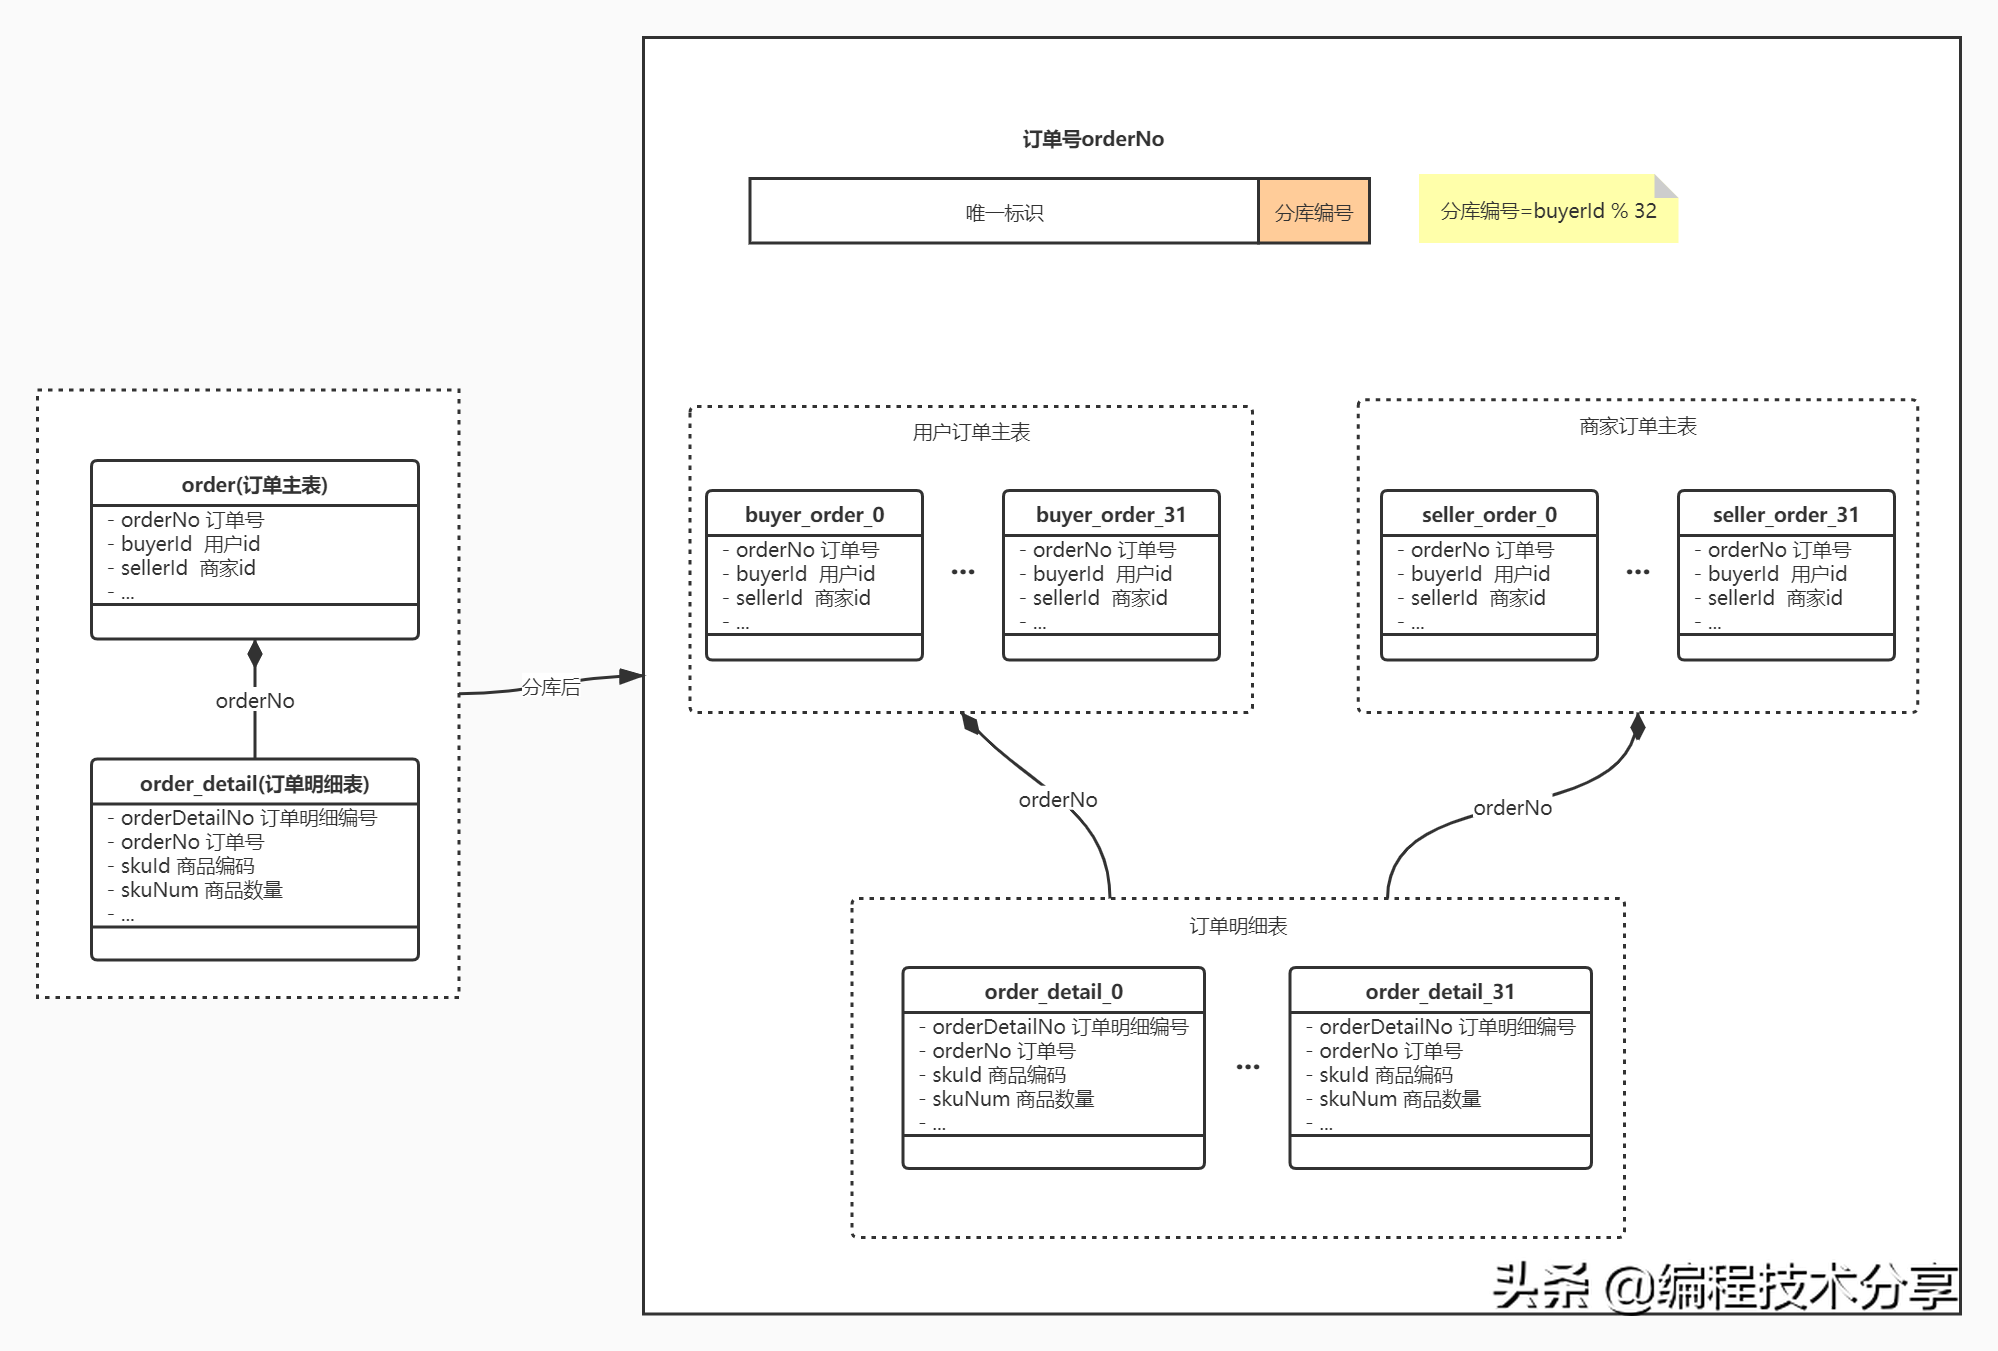 订单号orderNo
唯一标识
分库编号
分库编号=buyerId % 32
order(订单主表)
- orderNo 订单号
- buyerId 用户id
- sellerId 商家id
- ...
orderNo
order_detail(订单明细表)
- orderDetailNo 订单明细编号
- orderNo 订单号
- skuId 商品编码
- skuNum 商品数量
- ...
分库后
用户订单主表
buyer_order_0
- orderNo 订单号
- buyerId 用户id
- sellerId 商家id
- ...
...
buyer_order_31
- orderNo 订单号
- buyerId 用户id
- sellerId 商家id
- ...
商家订单主表
seller_order_0
- orderNo 订单号
- buyerId 用户id
- sellerId 商家id
- ...
...
seller_order_31
- orderNo 订单号
- buyerId 用户id
- sellerId 商家id
- ...
orderNo
orderNo
订单明细表
order_detail_0
- orderDetailNo 订单明细编号
- orderNo 订单号
- skuId 商品编码
- skuNum 商品数量
- ...
...
order_detail_31
- orderDetailNo 订单明细编号
- orderNo 订单号
- skuId 商品编码
- skuNum 商品数量
- ...
头条 @编程技术分享